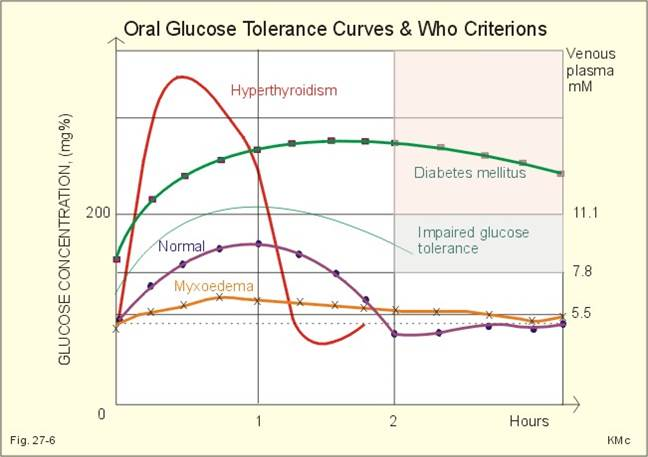 Oral Glucose Tolerance Curves & Who Criterions
Venous
plasma
mM
Hyperthyroidism
Diabetes mellitus
GLUCOSE CONCENTRATION, (mg%)
200
11.1
Impaired glucose
tolerance
Normal
7.8
Myxoedema
5.5
0
1
2
Hours
Fig. 27-6
KMc